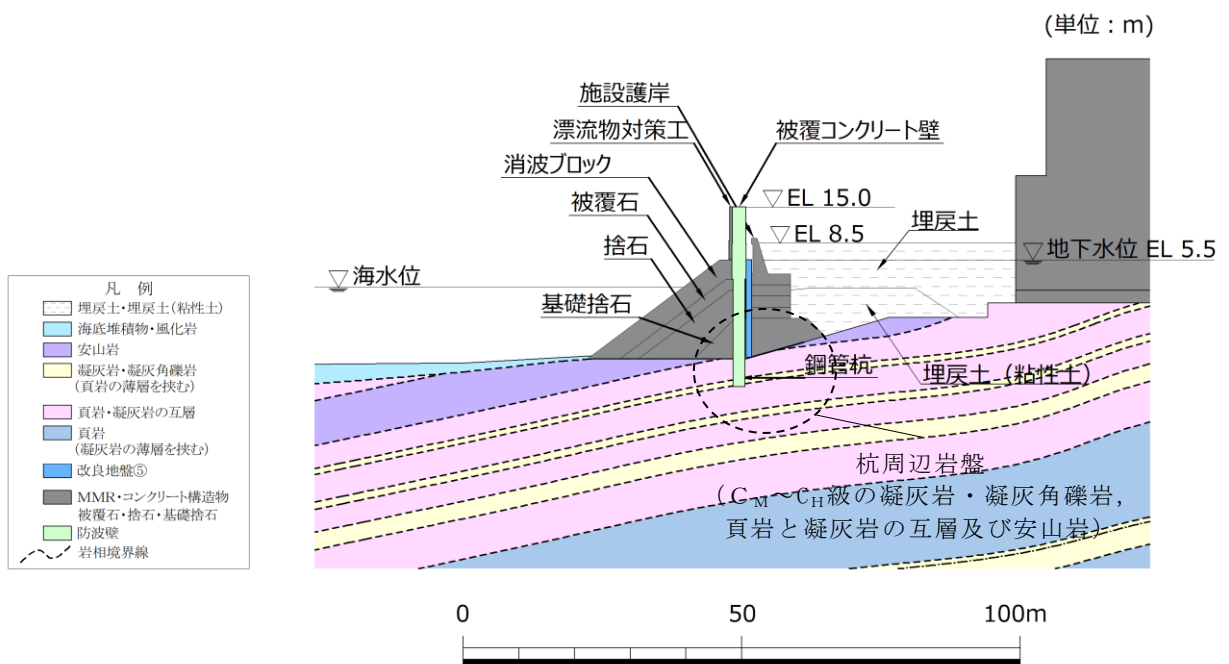 (単位：m)
施設護岸
漂流物対策工
被覆コンクリート壁
消波ブロック
被覆石
捨石
基礎捨石
▽ EL 15.0
▽ EL 8.5
埋戻土
▽ 地下水位 EL 5.5
▽ 海水位
鋼管杭
埋戻土（粘性土）
杭周辺岩盤
（CM～CH級の凝灰岩・凝灰角礫岩，
頁岩と凝灰岩の互層及び安山岩）
凡 例
埋戻土・埋戻土(粘性土)
海底堆積物・風化岩
安山岩
凝灰岩・凝灰角礫岩
(頁岩の薄層を挟む)
頁岩・凝灰岩の互層
頁岩
(凝灰岩の薄層を挟む)
改良地盤⑤
MMR・コンクリート構造物
被覆石・捨石・基礎捨石
防波壁
岩相境界線
0
50
100m